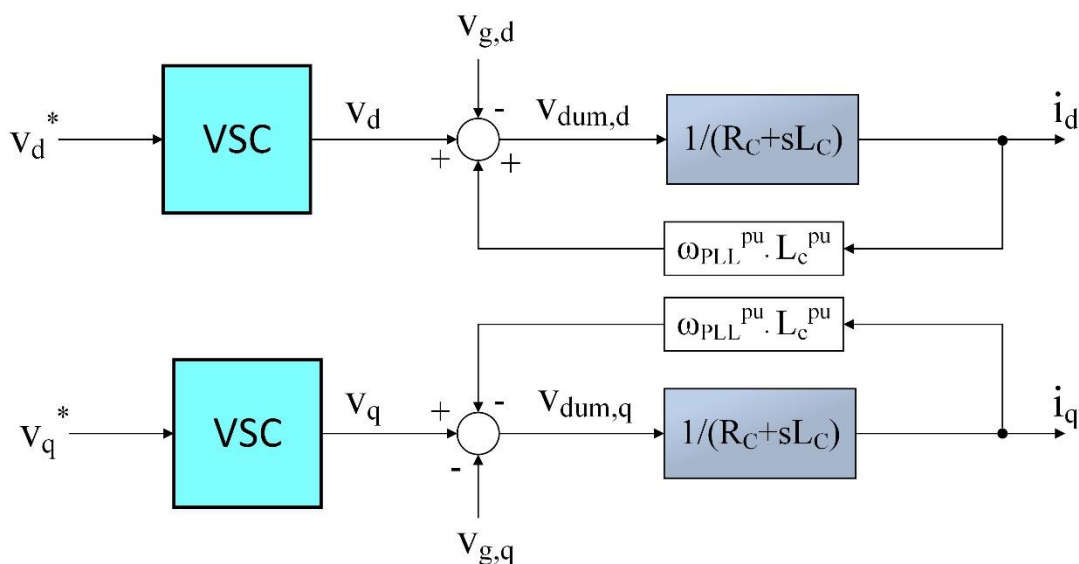 v_{g,d}
v_d^* VSC v_d - + + v_{dum,d} 1/(R_C+sL_C) i_d
ω_{PLL}^{pu}. L_c^{pu}
ω_{PLL}^{pu}. L_c^{pu}
v_q^* VSC v_q + - - v_{dum,q} 1/(R_C+sL_C) i_q
v_{g,q}